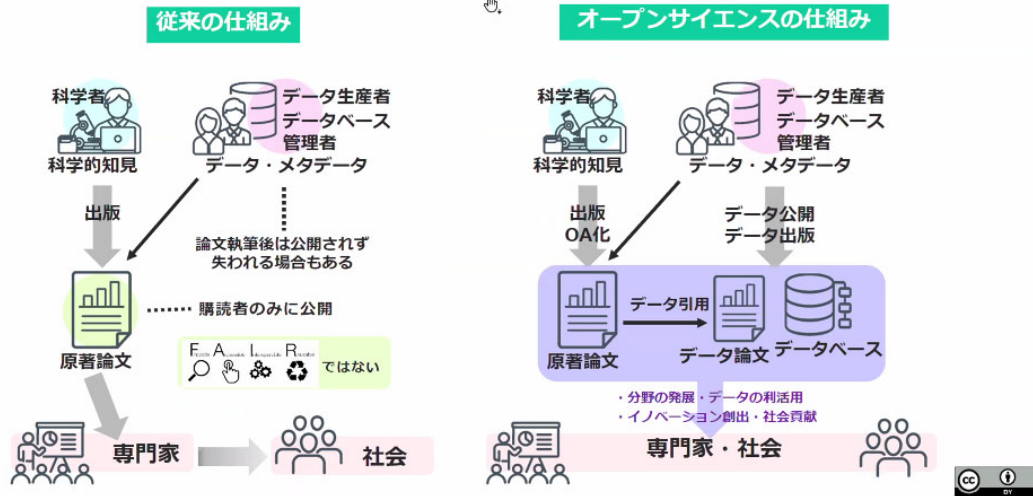 従来の仕組み
科学者
データ生産者
データベース
管理者
科学的知見
データ・メタデータ
出版
論文執筆後は公開されず
失われる場合もある
購読者のみに公開
原著論文
F A I R ではない
専門家
社会
オープンサイエンスの仕組み
科学者
データ生産者
データベース
管理者
科学的知見
データ・メタデータ
出版
OA化
データ公開
データ出版
データ引用
原著論文
データ論文
データベース
・分野の発展・データの利活用
・イノベーション創出・社会貢献
専門家・社会
cc
BY